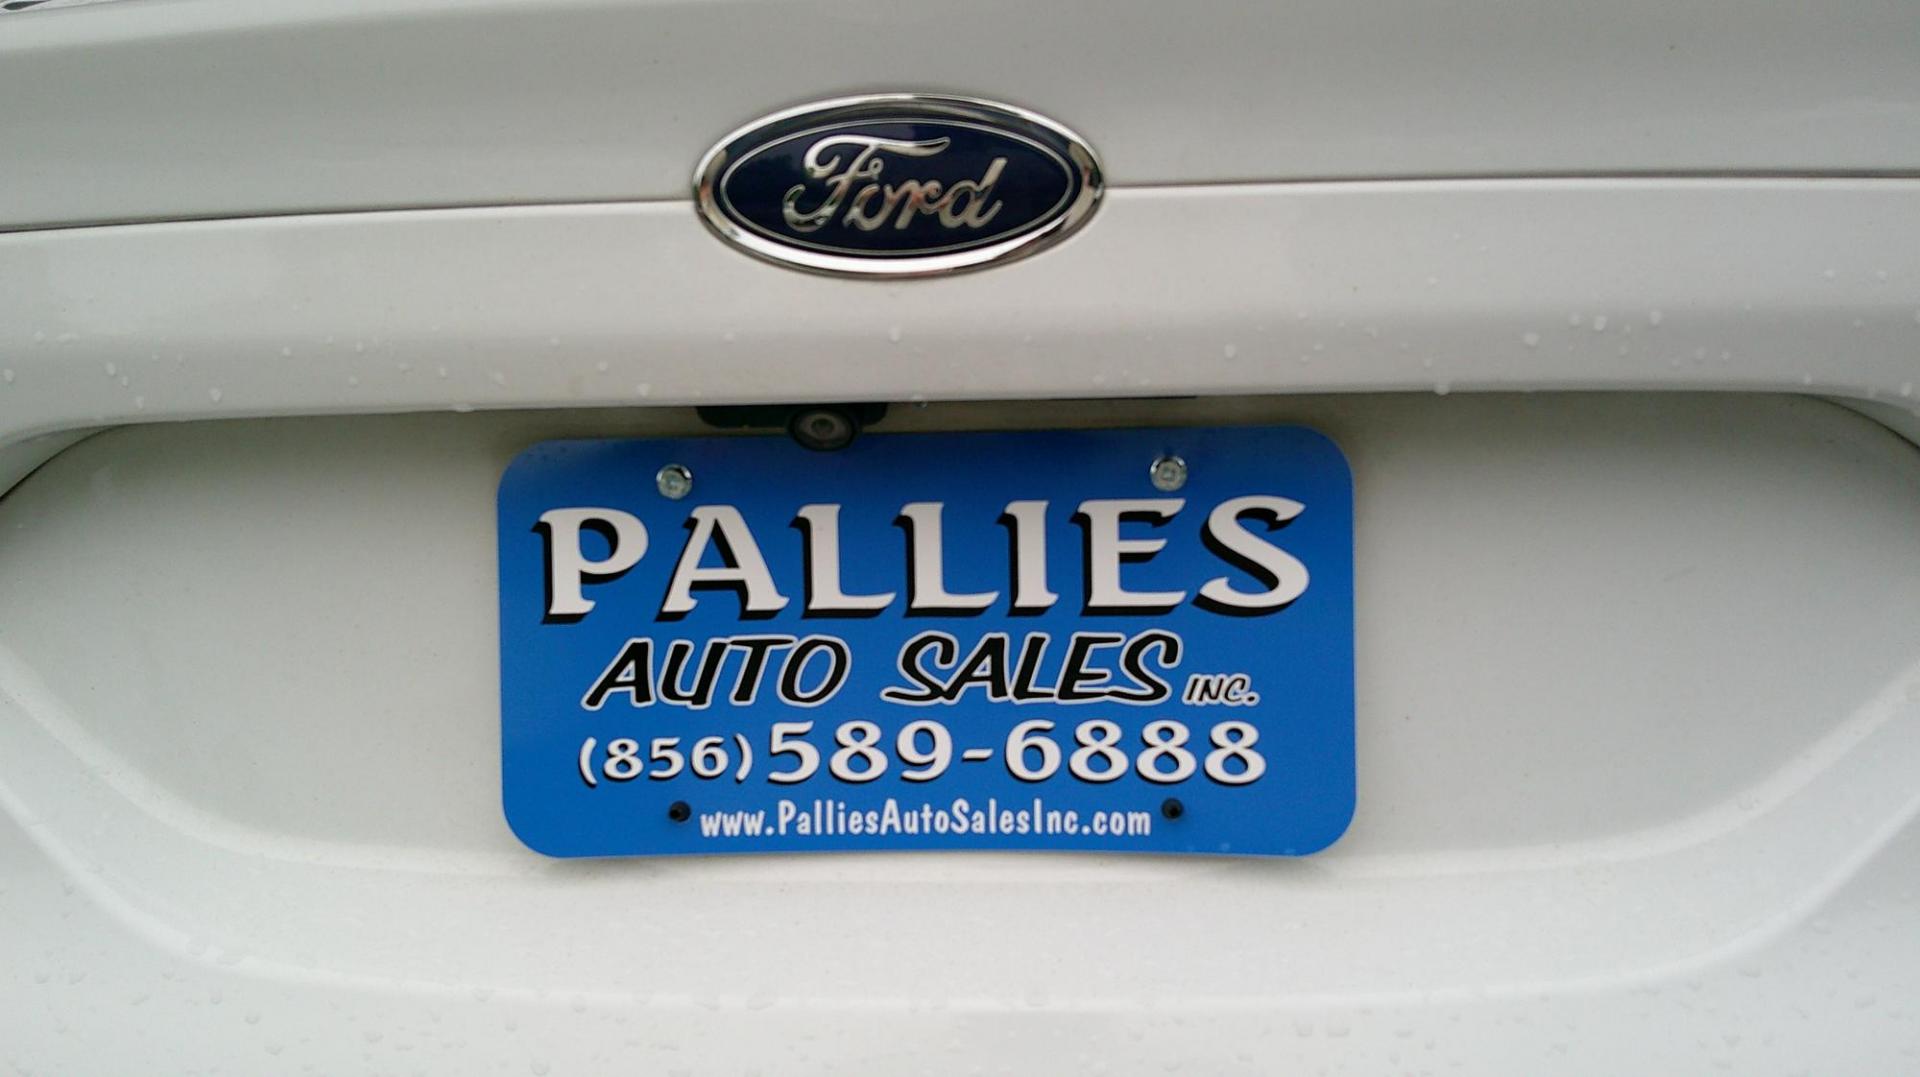 Ford
PALLIES
AUTO SALES INC.
(856) 589-6888
www.PalliesAutoSalesInc.com